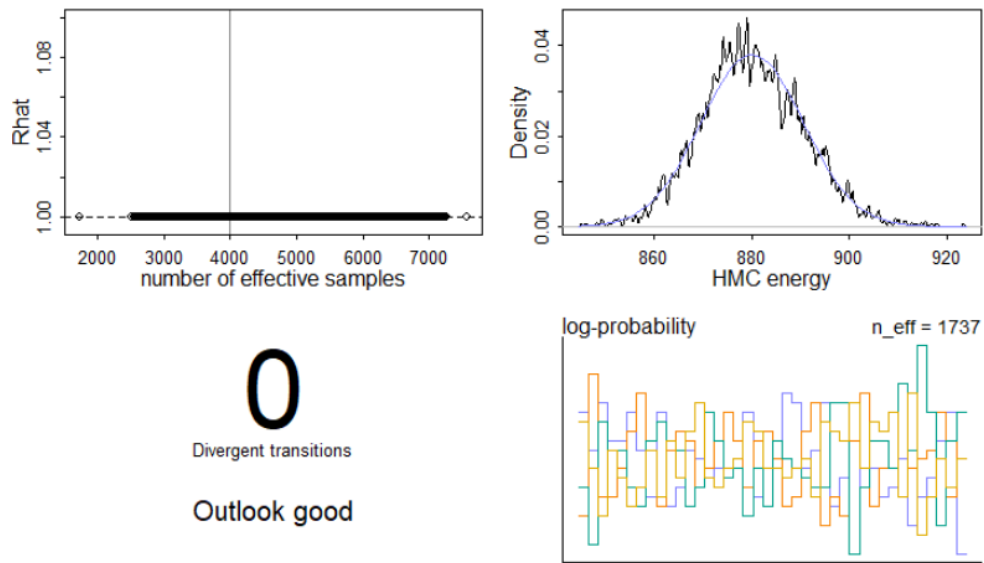 Rhat
1.00 1.04 1.08
2000 3000 4000 5000 6000 7000
number of effective samples
Density
0.00 0.02 0.04
860 880 900 920
HMC energy
0
Divergent transitions
Outlook good
log-probability n_eff = 1737